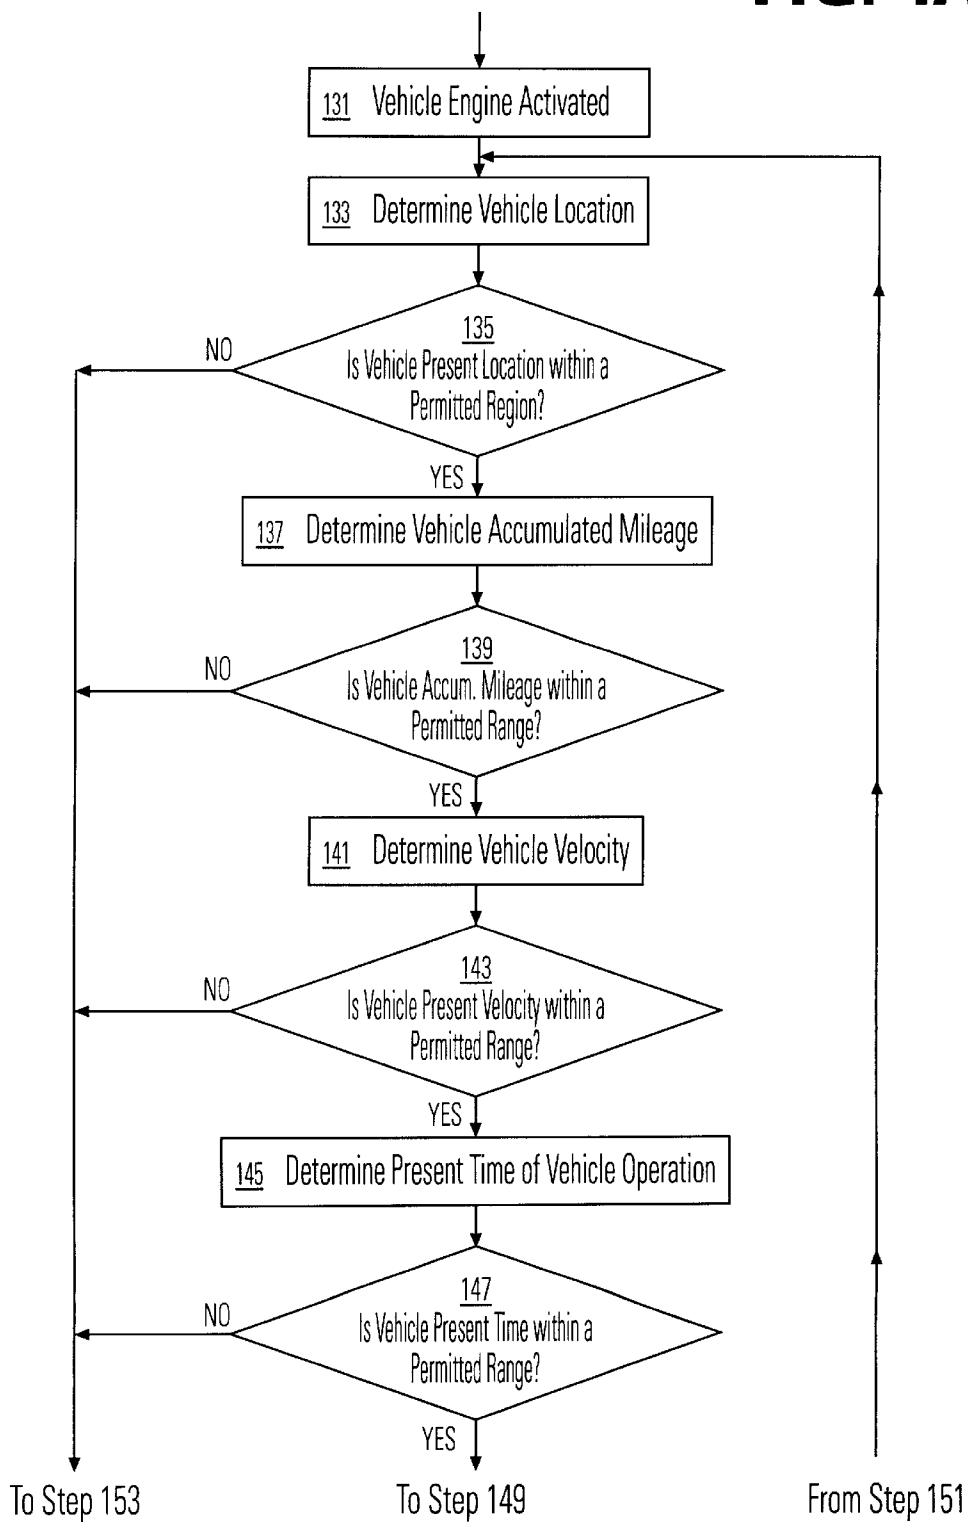 131 Vehicle Engine Activated
133 Determine Vehicle Location
135
Is Vehicle Present Location within a
Permitted Region?
NO
YES
137 Determine Vehicle Accumulated Mileage
139
Is Vehicle Accum. Mileage within a
Permitted Range?
NO
YES
141 Determine Vehicle Velocity
143
Is Vehicle Present Velocity within a
Permitted Range?
NO
YES
145 Determine Present Time of Vehicle Operation
147
Is Vehicle Present Time within a
Permitted Range?
NO
YES
To Step 153
To Step 149
From Step 151